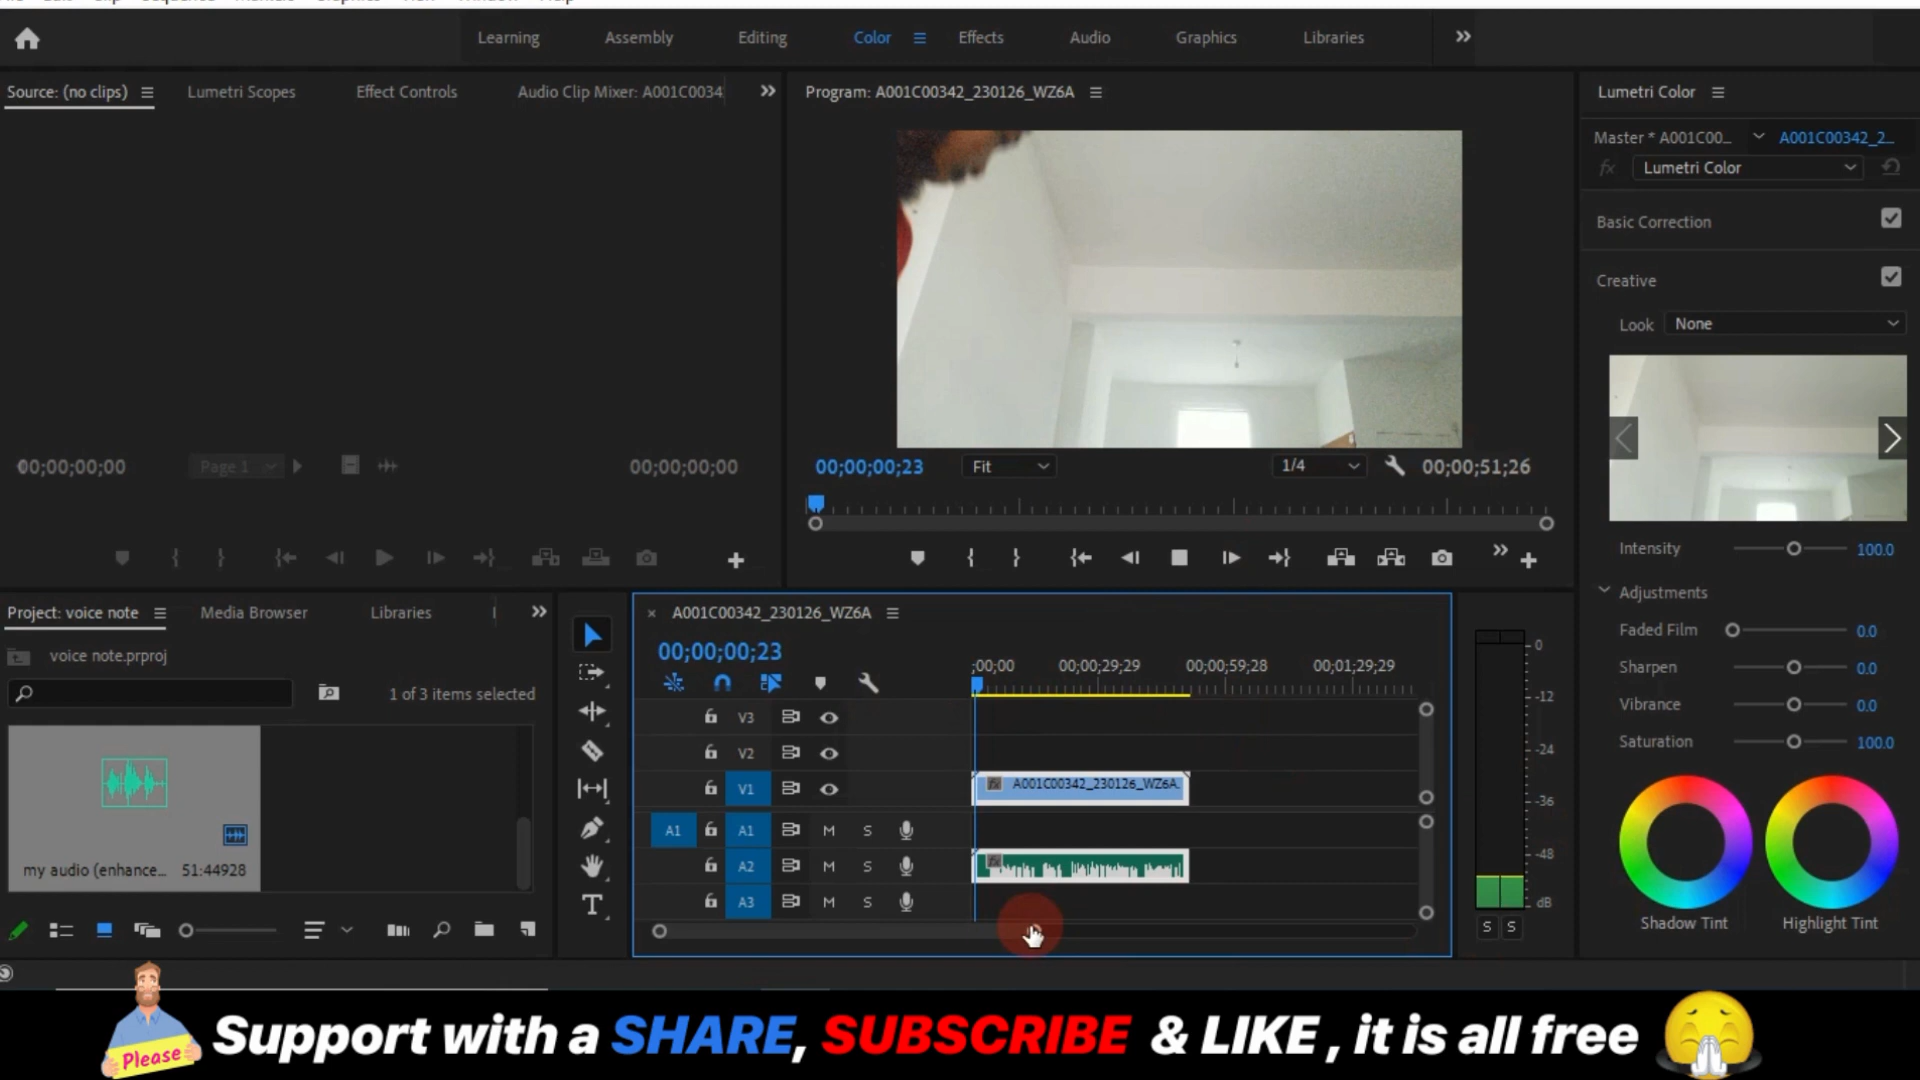 Learning Assembly Editing Color Effects Audio Graphics Libraries
Source: (no clips) Lumetri Scopes Effect Controls Audio Clip Mixer: A001C0034
Program: A001C00342_230126_WZ6A
Lumetri Color
Master * A001C00... A001C00342_2...
fx Lumetri Color
Basic Correction
Creative
Look None
00;00;00;00 Page 1 00;00;00;00
00;00;00;23 Fit 1/4 00;00;51;26
Intensity 100.0
Adjustments
Faded Film 0.0
Sharpen 0.0
Vibrance 0.0
Saturation 100.0
Shadow Tint Highlight Tint
Project: voice note Media Browser Libraries
voice note.prproj
1 of 3 items selected
my audio (enhance... 51:44928
A001C00342_230126_WZ6A
00;00;00;23
;00;00 00;00;29;29 00;00;59;28 00;01;29;29
V3
V2
V1 A001C00342_230126_WZ6A.
A1 A1 M S
A2 M S
A3 M S
0
-12
-24
-36
-48
dB
S S
Please
Support with a SHARE, SUBSCRIBE & LIKE , it is all free